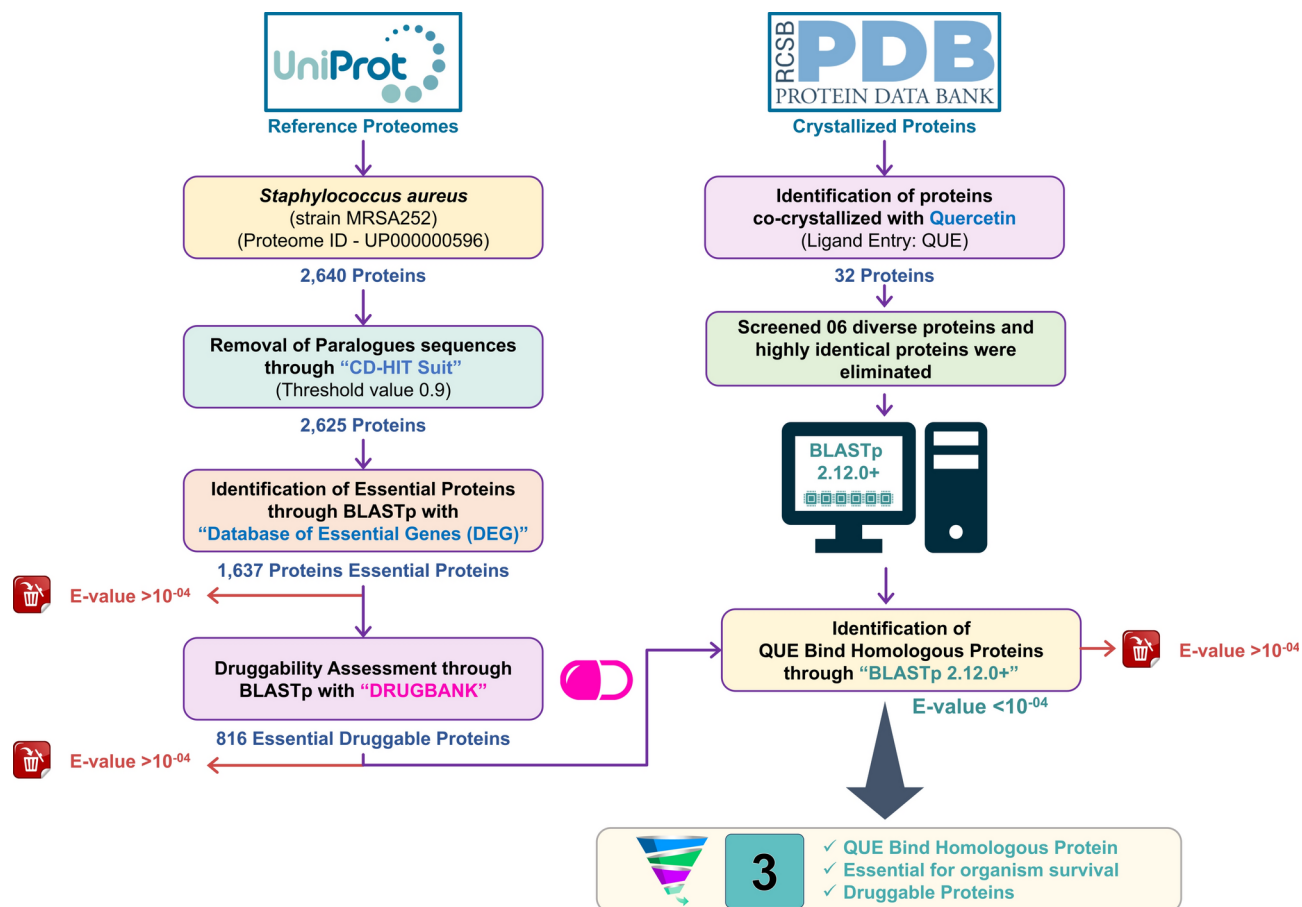 UniProt
Reference Proteomes
Staphylococcus aureus
(strain MRSA252)
(Proteome ID - UP000000596)
2,640 Proteins
Removal of Paralogues sequences
through “CD-HIT Suit”
(Threshold value 0.9)
2,625 Proteins
Identification of Essential Proteins
through BLASTp with
“Database of Essential Genes (DEG)”
1,637 Proteins Essential Proteins
E-value >10⁻⁰⁴
Druggability Assessment through
BLASTp with “DRUGBANK”
816 Essential Druggable Proteins
E-value >10⁻⁰⁴
RCSB
PDB
PROTEIN DATA BANK
Crystallized Proteins
Identification of proteins
co-crystallized with Quercetin
(Ligand Entry: QUE)
32 Proteins
Screened 06 diverse proteins and
highly identical proteins were
eliminated
BLASTp
2.12.0+
Identification of
QUE Bind Homologous Proteins
through “BLASTp 2.12.0+”
E-value >10⁻⁰⁴
E-value <10⁻⁰⁴
3
✓ QUE Bind Homologous Protein
✓ Essential for organism survival
✓ Druggable Proteins